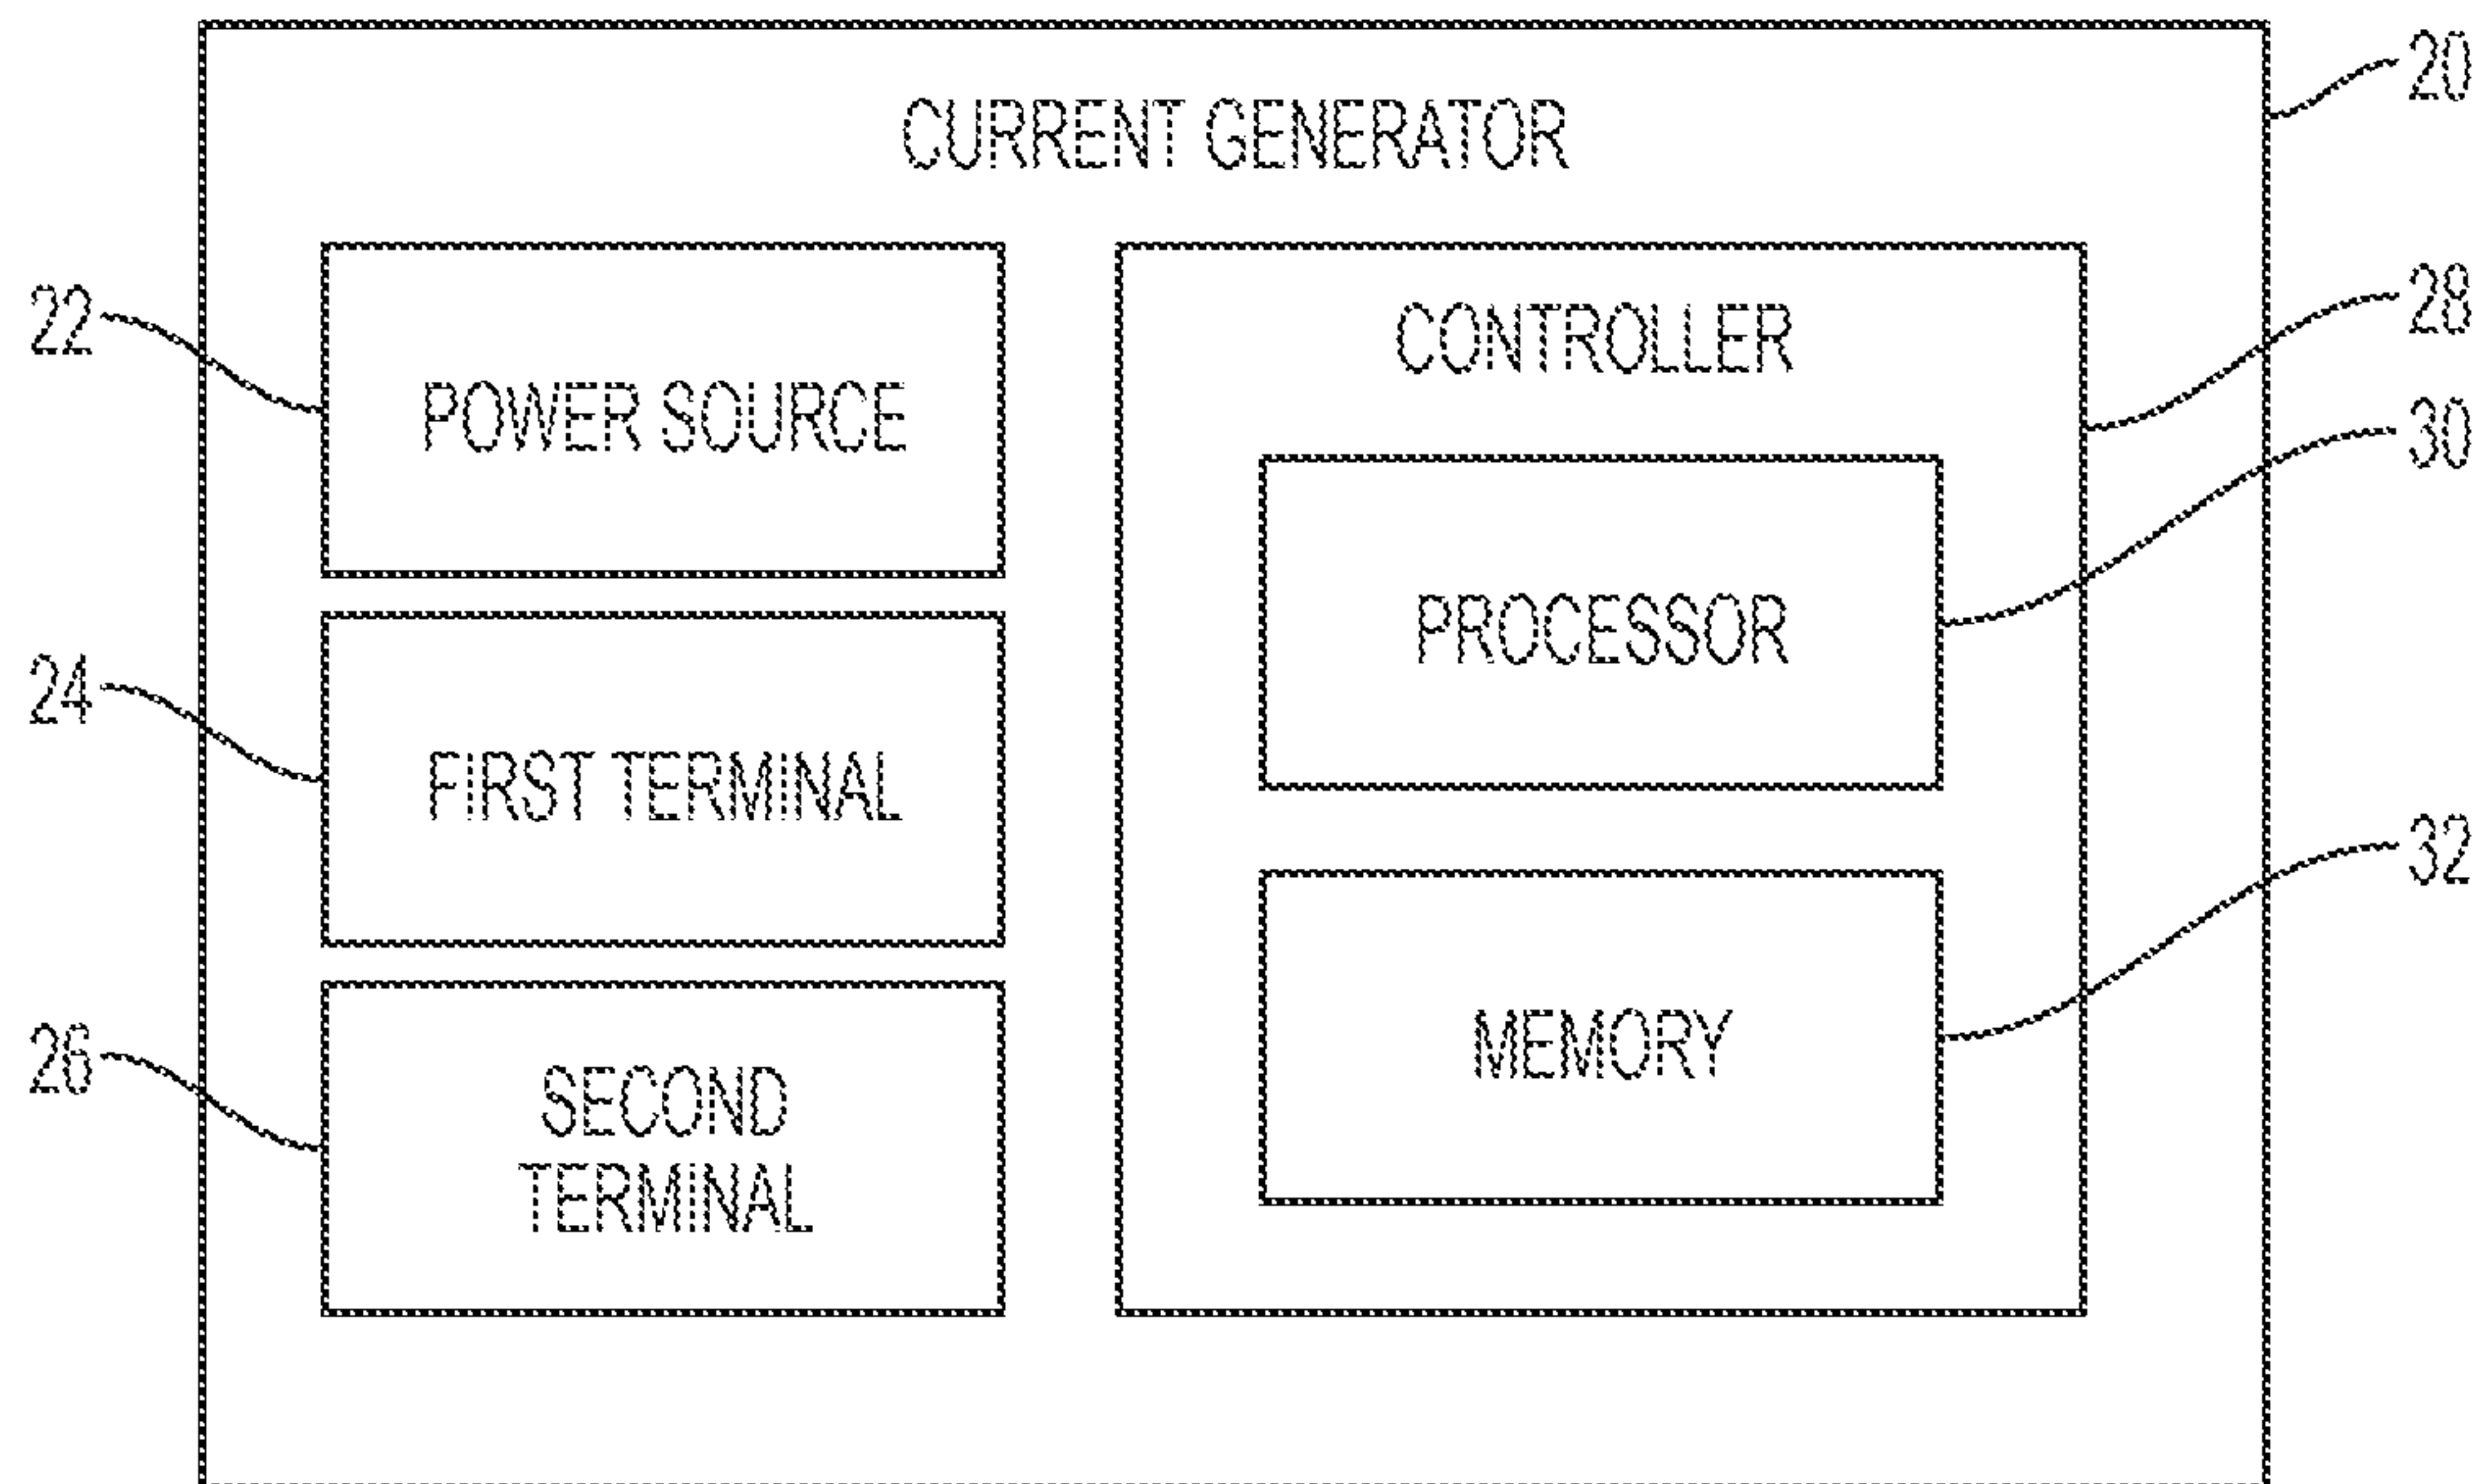 CURRENT GENERATOR
20
22
POWER SOURCE
CONTROLLER
28
30
PROCESSOR
24
FIRST TERMINAL
32
26
SECOND
TERMINAL
MEMORY